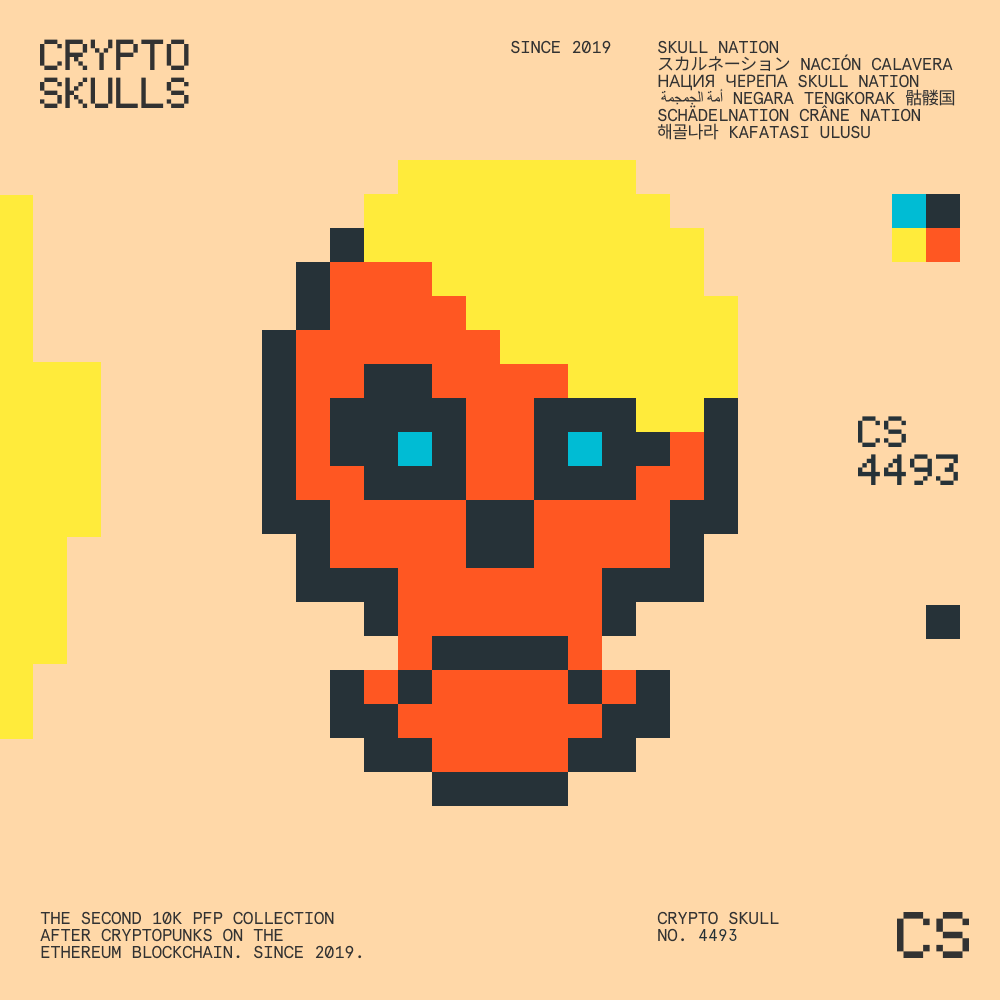 CRYPTO
SKULLS
SINCE 2019
SKULL NATION
スカルネーション NACIÓN CALAVERA
НАЦИЯ ЧЕРЕПА SKULL NATION
أمة الجمجمة NEGARA TENGKORAK 骷髅国
SCHÄDELNATION CRÂNE NATION
해골나라 KAFATASI ULUSU
CS
4493
THE SECOND 10K PFP COLLECTION
AFTER CRYPTOPUNKS ON THE
ETHEREUM BLOCKCHAIN. SINCE 2019.
CRYPTO SKULL
NO. 4493
CS